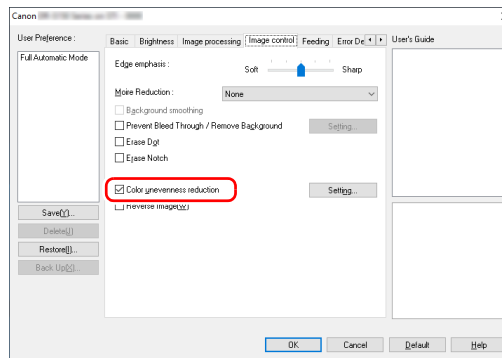 Canon
User Preference :
Full Automatic Mode
Save(Y)...
Delete(J)
Restore(I)...
Back Up(X)...
Basic Brightness Image processing Image control Feeding Error De
Edge emphasis :
Soft Sharp
Moire Reduction : None
Background smoothing
Prevent Bleed Through / Remove Background Setting...
Erase Dot
Erase Notch
Color unevenness reduction Setting...
Reverse Image(W)
User's Guide
OK Cancel Default Help